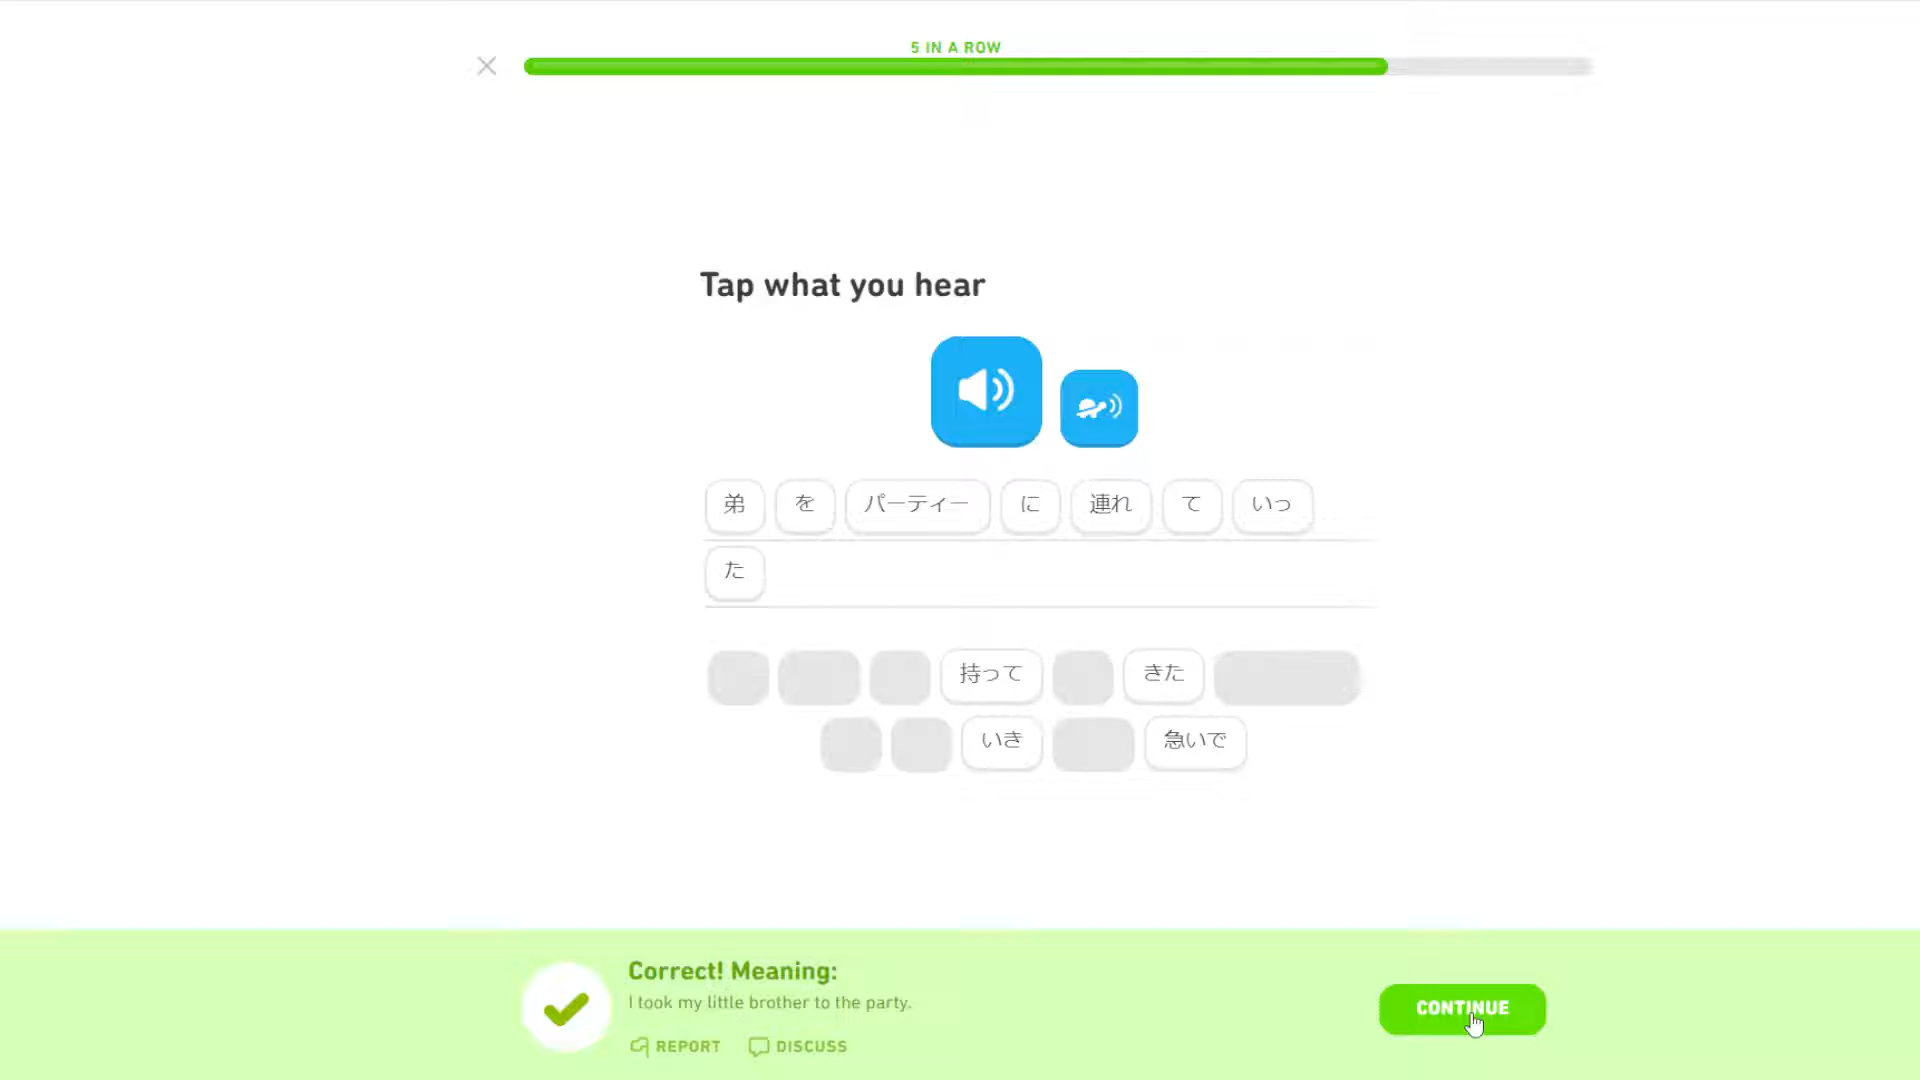 5 IN A ROW
Tap what you hear
弟 を パーティー に 連れ て いっ
た
持って きた
いき 急いで
Correct! Meaning:
I took my little brother to the party.
REPORT DISCUSS
CONTINUE